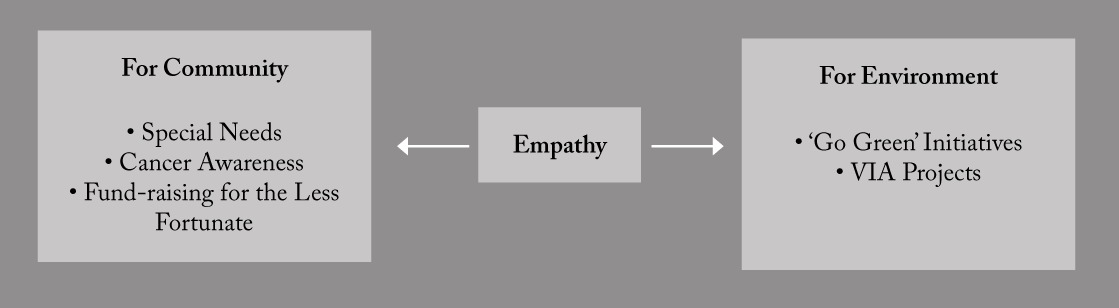 For Community
• Special Needs
• Cancer Awareness
• Fund-raising for the Less
Fortunate
Empathy
For Environment
• ‘Go Green’ Initiatives
• VIA Projects